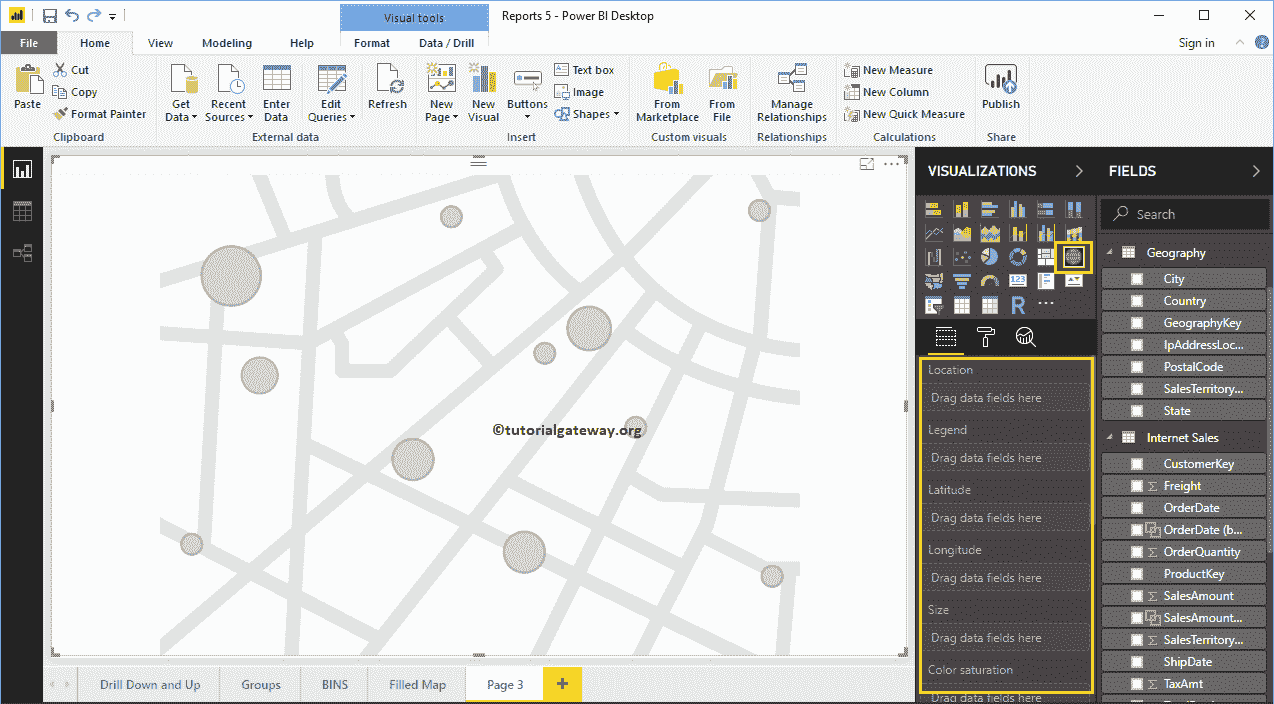 Visual tools
Reports 5 - Power BI Desktop
File
Home
View
Modeling
Help
Format
Data / Drill
Sign in
Paste
Cut
Copy
Format Painter
Clipboard
Get
Data
Recent
Sources
Enter
Data
Edit
Queries
External data
Refresh
New
Page
New
Visual
Buttons
Text box
Image
Shapes
Insert
From
Marketplace
From
File
Custom visuals
Manage
Relationships
Relationships
New Measure
New Column
New Quick Measure
Calculations
Publish
Share
©tutorialgateway.org
Drill Down and Up
Groups
BINS
Filled Map
Page 3
VISUALIZATIONS
123
R
Location
Drag data fields here
Legend
Drag data fields here
Latitude
Drag data fields here
Longitude
Drag data fields here
Size
Drag data fields here
Color saturation
Drag data fields here
FIELDS
Search
Geography
City
Country
GeographyKey
IpAddressLoc...
PostalCode
SalesTerritory...
State
Internet Sales
CustomerKey
Σ Freight
OrderDate
OrderDate (b...
Σ OrderQuantity
ProductKey
Σ SalesAmount
SalesAmount...
Σ SalesTerritory...
ShipDate
Σ TaxAmt